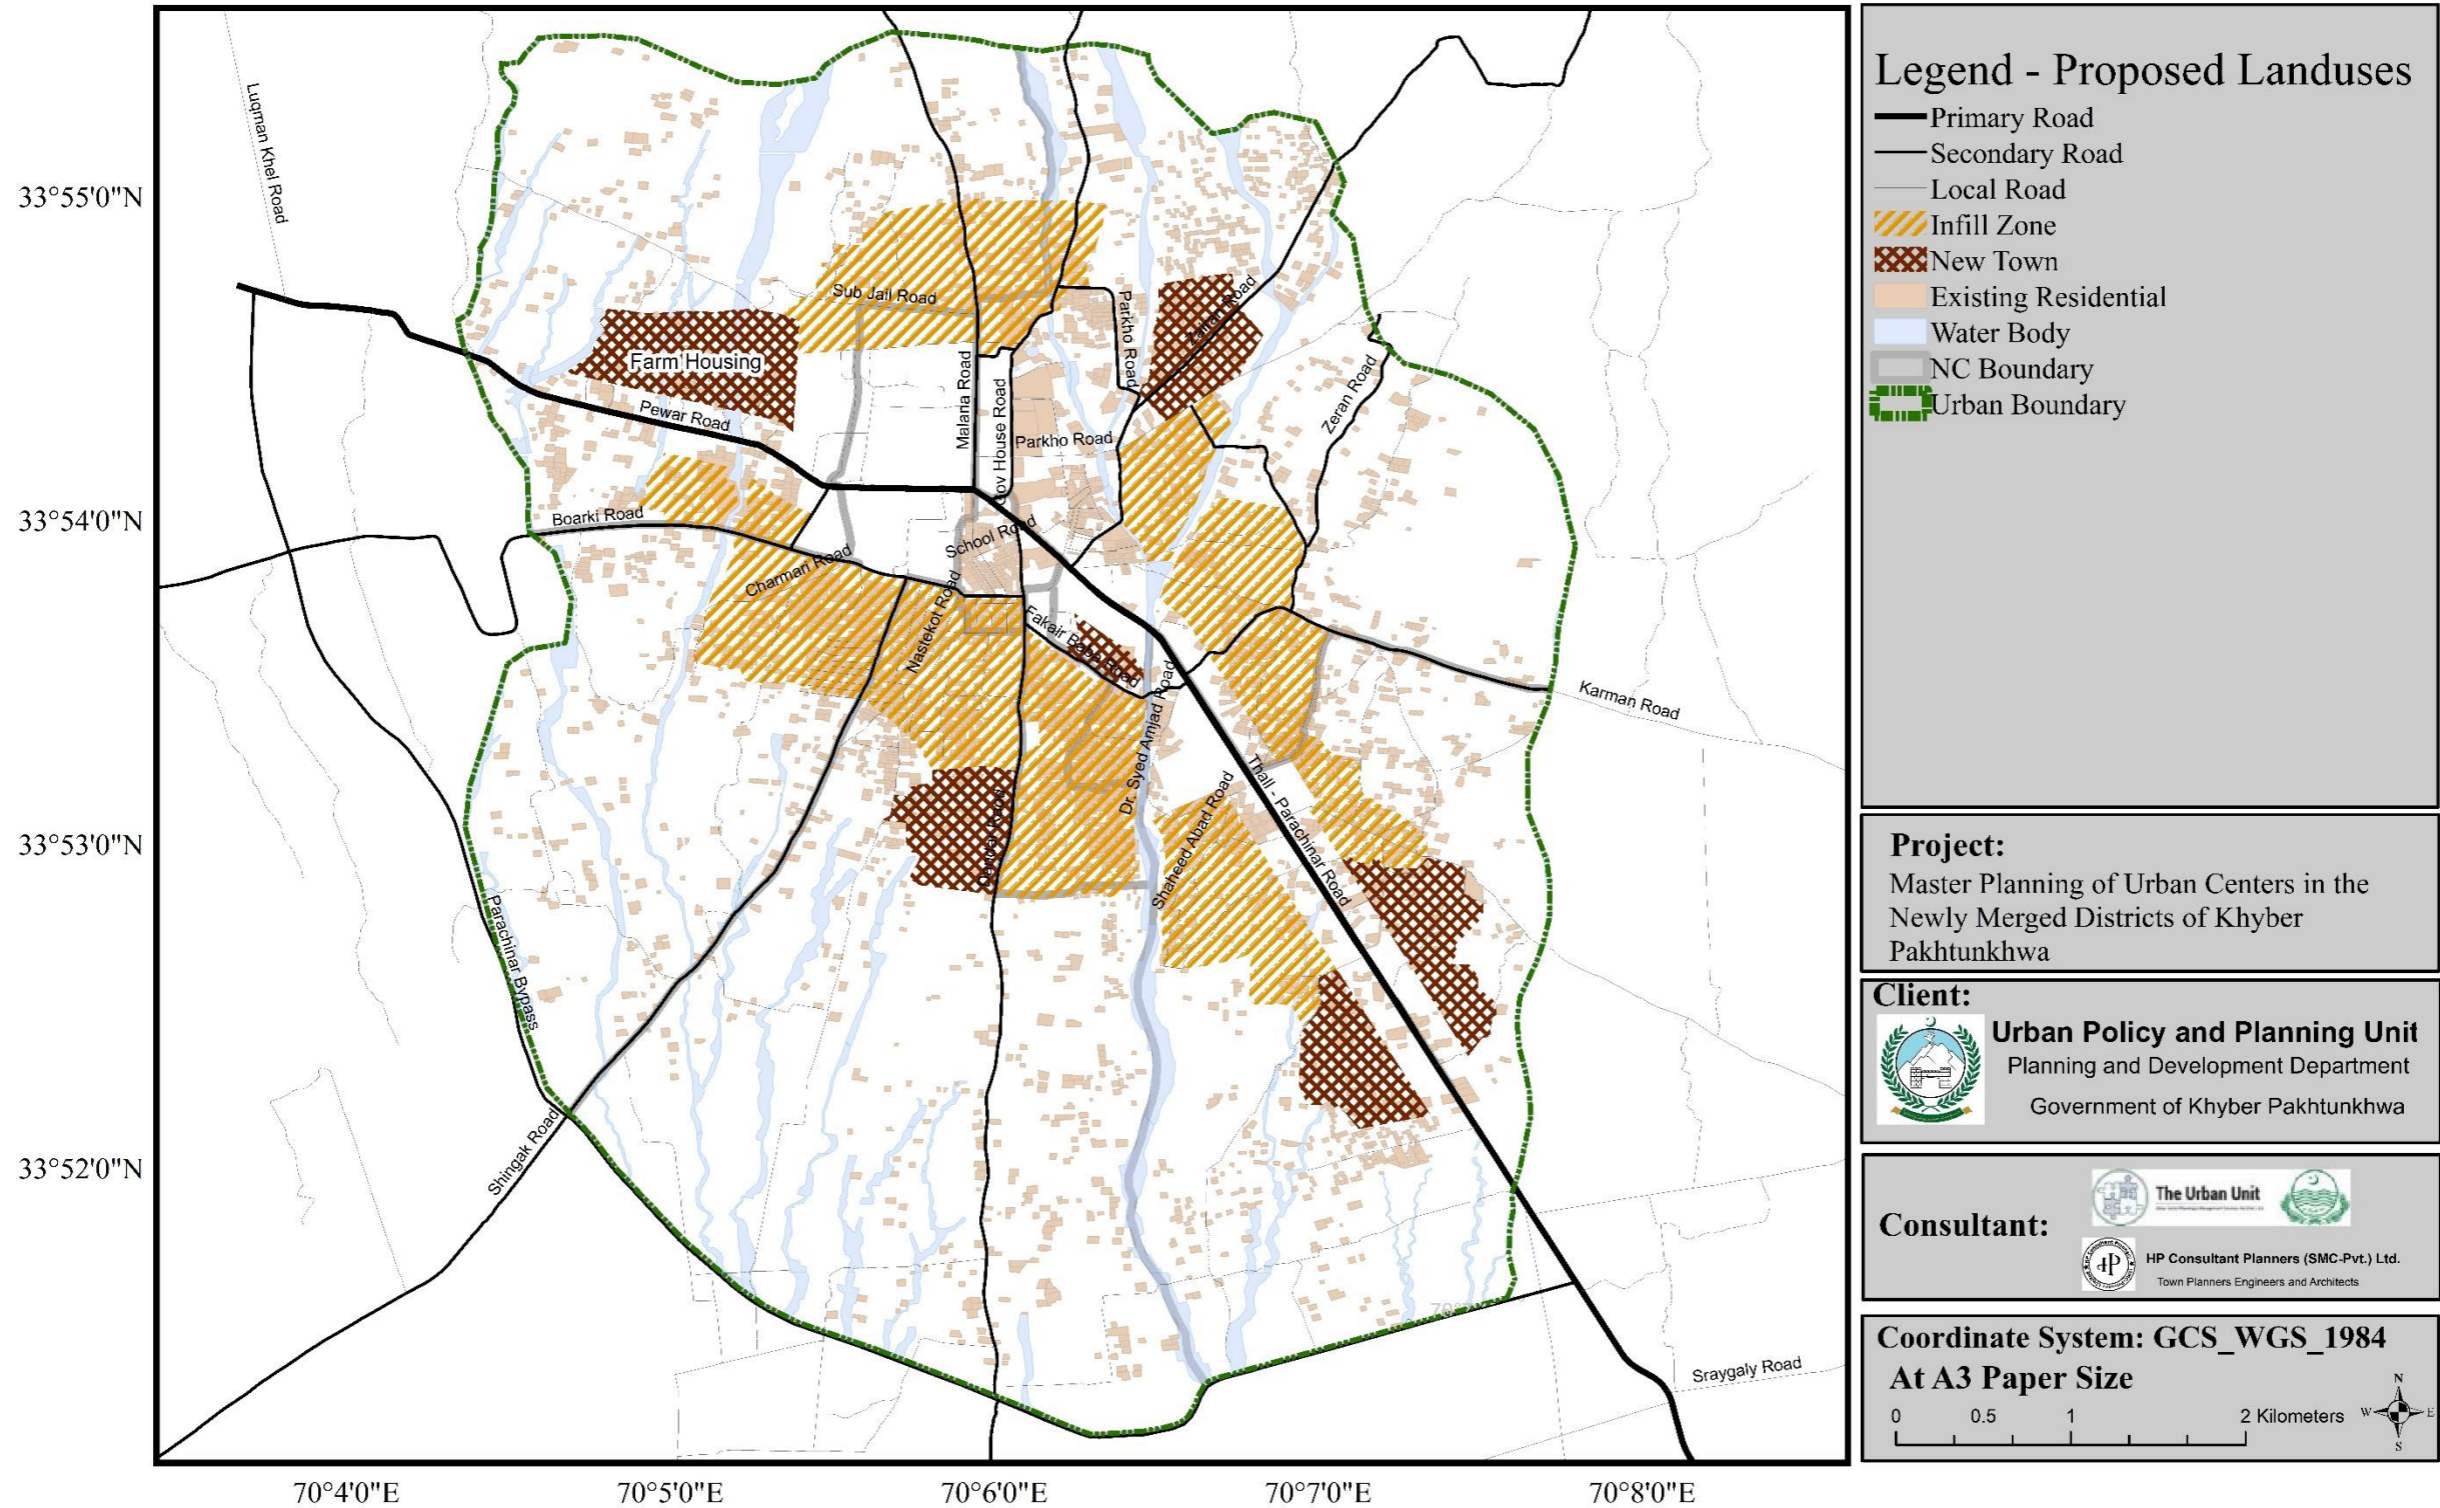 Legend - Proposed Landuses
Primary Road
Secondary Road
Local Road
Infill Zone
New Town
Existing Residential
Water Body
NC Boundary
Urban Boundary
Project:
Master Planning of Urban Centers in the
Newly Merged Districts of Khyber
Pakhtunkhwa
Client:
Urban Policy and Planning Unit
Planning and Development Department
Government of Khyber Pakhtunkhwa
Consultant:
The Urban Unit
HP Consultant Planners (SMC-Pvt.) Ltd.
Town Planners Engineers and Architects
Coordinate System: GCS_WGS_1984
At A3 Paper Size
0 0.5 1 2 Kilometers
N
W E
S
33°55'0"N
33°54'0"N
33°53'0"N
33°52'0"N
70°4'0"E 70°5'0"E 70°6'0"E 70°7'0"E 70°8'0"E
Luqman Khel Road
Sub Jail Road
Farm Housing
Pewar Road
Malaria Road
Gov House Road
Parkho Road
Parkho Road
Zeran Road
Boarki Road
School Road
Charmari Road
Nastekot Road
Fakair Baba Road
Karman Road
Dr. Syed Amjad Road
Shaheed Abad Road
Thall - Parachinar Road
Parachinar Bypass
Shingak Road
Sraygaly Road